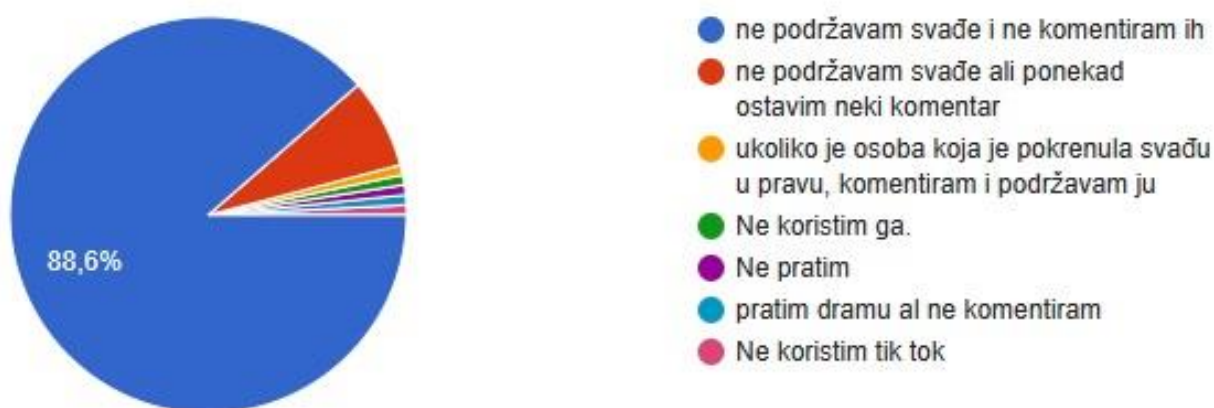 88,6%
ne podržavam svađe i ne komentiram ih
ne podržavam svađe ali ponekad
ostavim neki komentar
ukoliko je osoba koja je pokrenula svađu
u pravu, komentiram i podržavam ju
Ne koristim ga.
Ne pratim
pratim dramu al ne komentiram
Ne koristim tik tok